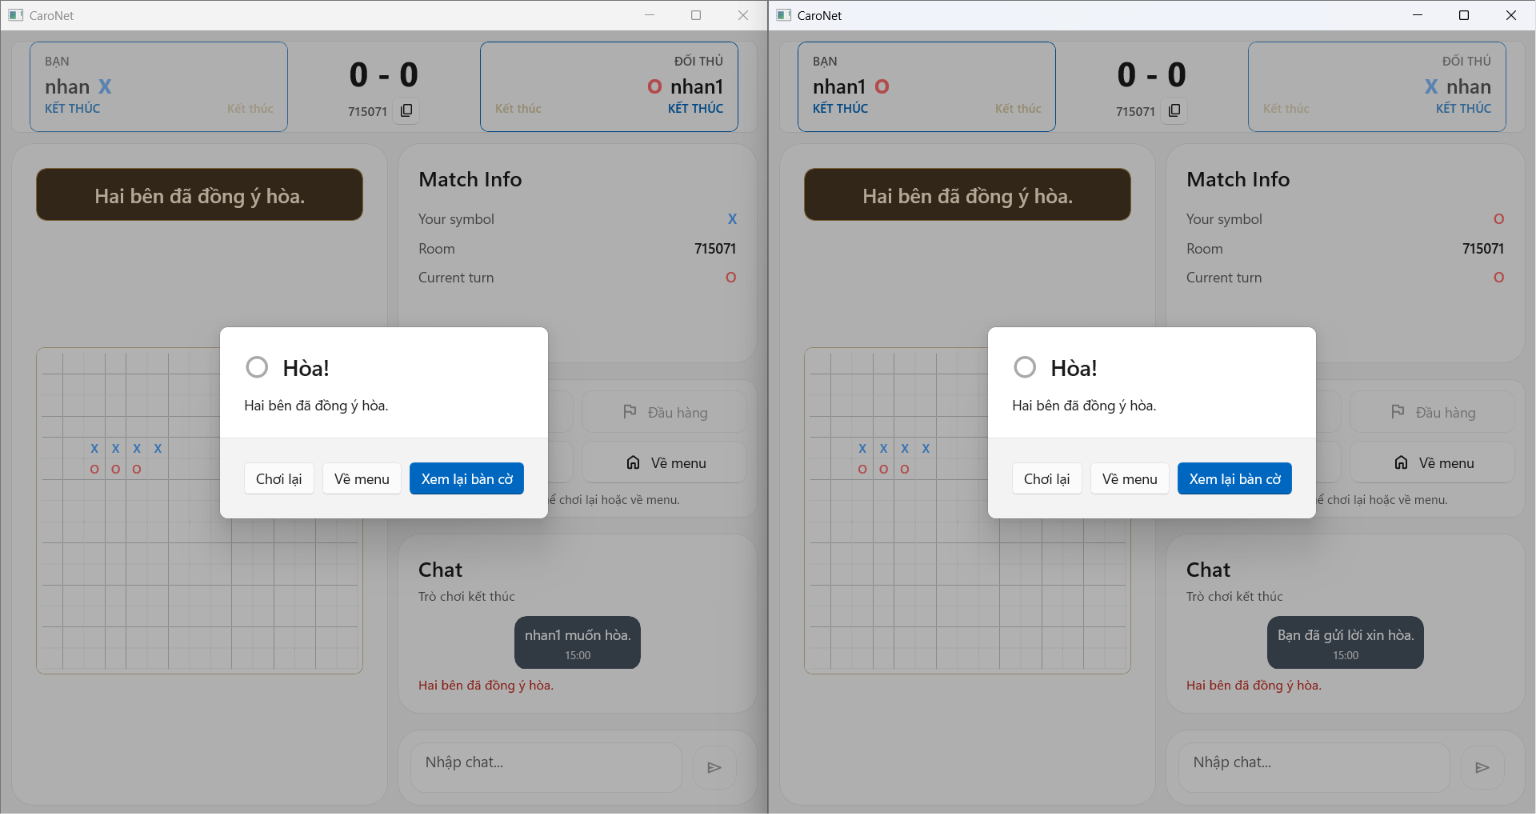 CaroNet
BẠN
nhan X
KẾT THÚC
Kết thúc
0 - 0
715071
ĐỐI THỦ
O nhan1
Kết thúc
KẾT THÚC
Hai bên đã đồng ý hòa.
Match Info
Your symbol
X
Room
715071
Current turn
O
X X X X
O O O
Hòa!
Hai bên đã đồng ý hòa.
Chơi lại
Về menu
Xem lại bàn cờ
Đầu hàng
Về menu
chơi lại hoặc về menu.
Chat
Trò chơi kết thúc
nhan1 muốn hòa.
15:00
Hai bên đã đồng ý hòa.
Nhập chat...
CaroNet
BẠN
nhan1 O
KẾT THÚC
Kết thúc
0 - 0
715071
ĐỐI THỦ
X nhan
Kết thúc
KẾT THÚC
Hai bên đã đồng ý hòa.
Match Info
Your symbol
O
Room
715071
Current turn
O
X X X X
O O O
Hòa!
Hai bên đã đồng ý hòa.
Chơi lại
Về menu
Xem lại bàn cờ
Đầu hàng
Về menu
chơi lại hoặc về menu.
Chat
Trò chơi kết thúc
Bạn đã gửi lời xin hòa.
15:00
Hai bên đã đồng ý hòa.
Nhập chat...